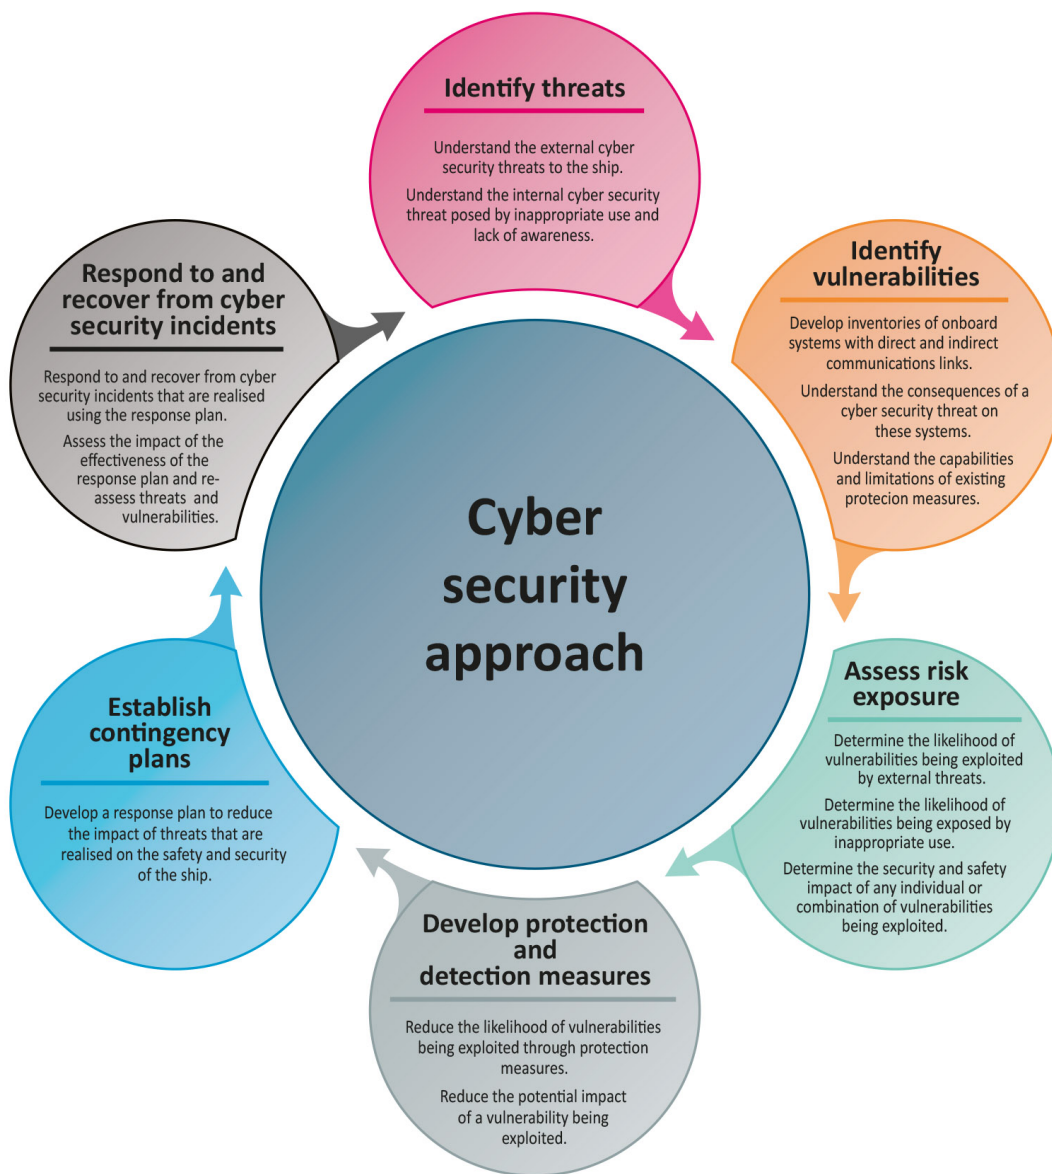 Identify threats
Understand the external cyber
security threats to the ship.
Understand the internal cyber security
threat posed by inappropriate use and
lack of awareness.
Identify
vulnerabilities
Develop inventories of onboard
systems with direct and indirect
communications links.
Understand the consequences of a
cyber security threat on
these systems.
Understand the capabilities
and limitations of existing
protecion measures.
Assess risk
exposure
Determine the likelihood of
vulnerabilities being exploited
by external threats.
Determine the likelihood of
vulnerabilities being exposed by
inappropriate use.
Determine the security and safety
impact of any individual or
combination of vulnerabilities
being exploited.
Develop protection
and
detection measures
Reduce the likelihood of vulnerabilities
being exploited through protection
measures.
Reduce the potential impact
of a vulnerability being
exploited.
Establish
contingency
plans
Develop a response plan to reduce
the impact of threats that are
realised on the safety and security
of the ship.
Respond to and
recover from cyber
security incidents
Respond to and recover from cyber
security incidents that are realised
using the response plan.
Assess the impact of the
effectiveness of the
response plan and re-
assess threats and
vulnerabilities.
Cyber
security
approach